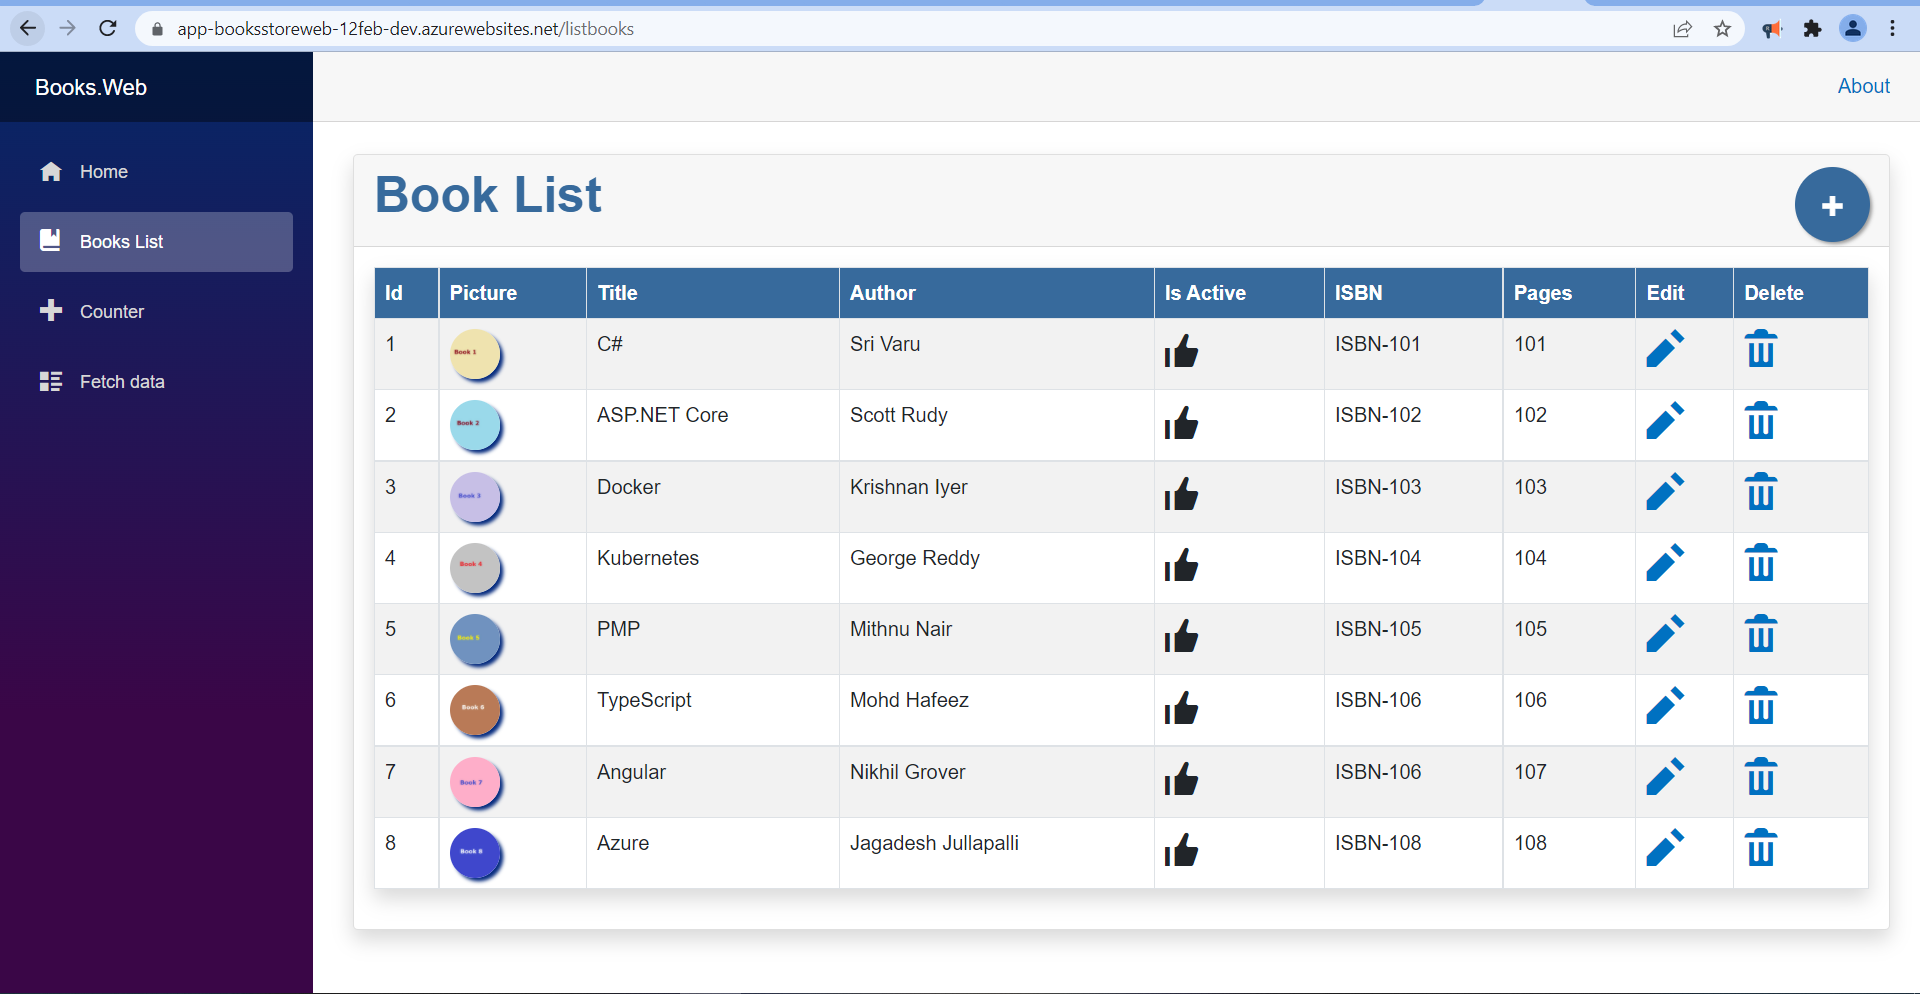 app-booksstoreweb-12feb-dev.azurewebsites.net/listbooks
Books.Web
About
Home
Books List
Counter
Fetch data
Book List
Id Picture Title Author Is Active ISBN Pages Edit Delete
1 Book 1 C# Sri Varu ISBN-101 101
2 Book 2 ASP.NET Core Scott Rudy ISBN-102 102
3 Book 3 Docker Krishnan Iyer ISBN-103 103
4 Book 4 Kubernetes George Reddy ISBN-104 104
5 Book 5 PMP Mithnu Nair ISBN-105 105
6 Book 6 TypeScript Mohd Hafeez ISBN-106 106
7 Book 7 Angular Nikhil Grover ISBN-106 107
8 Book 8 Azure Jagadesh Jullapalli ISBN-108 108